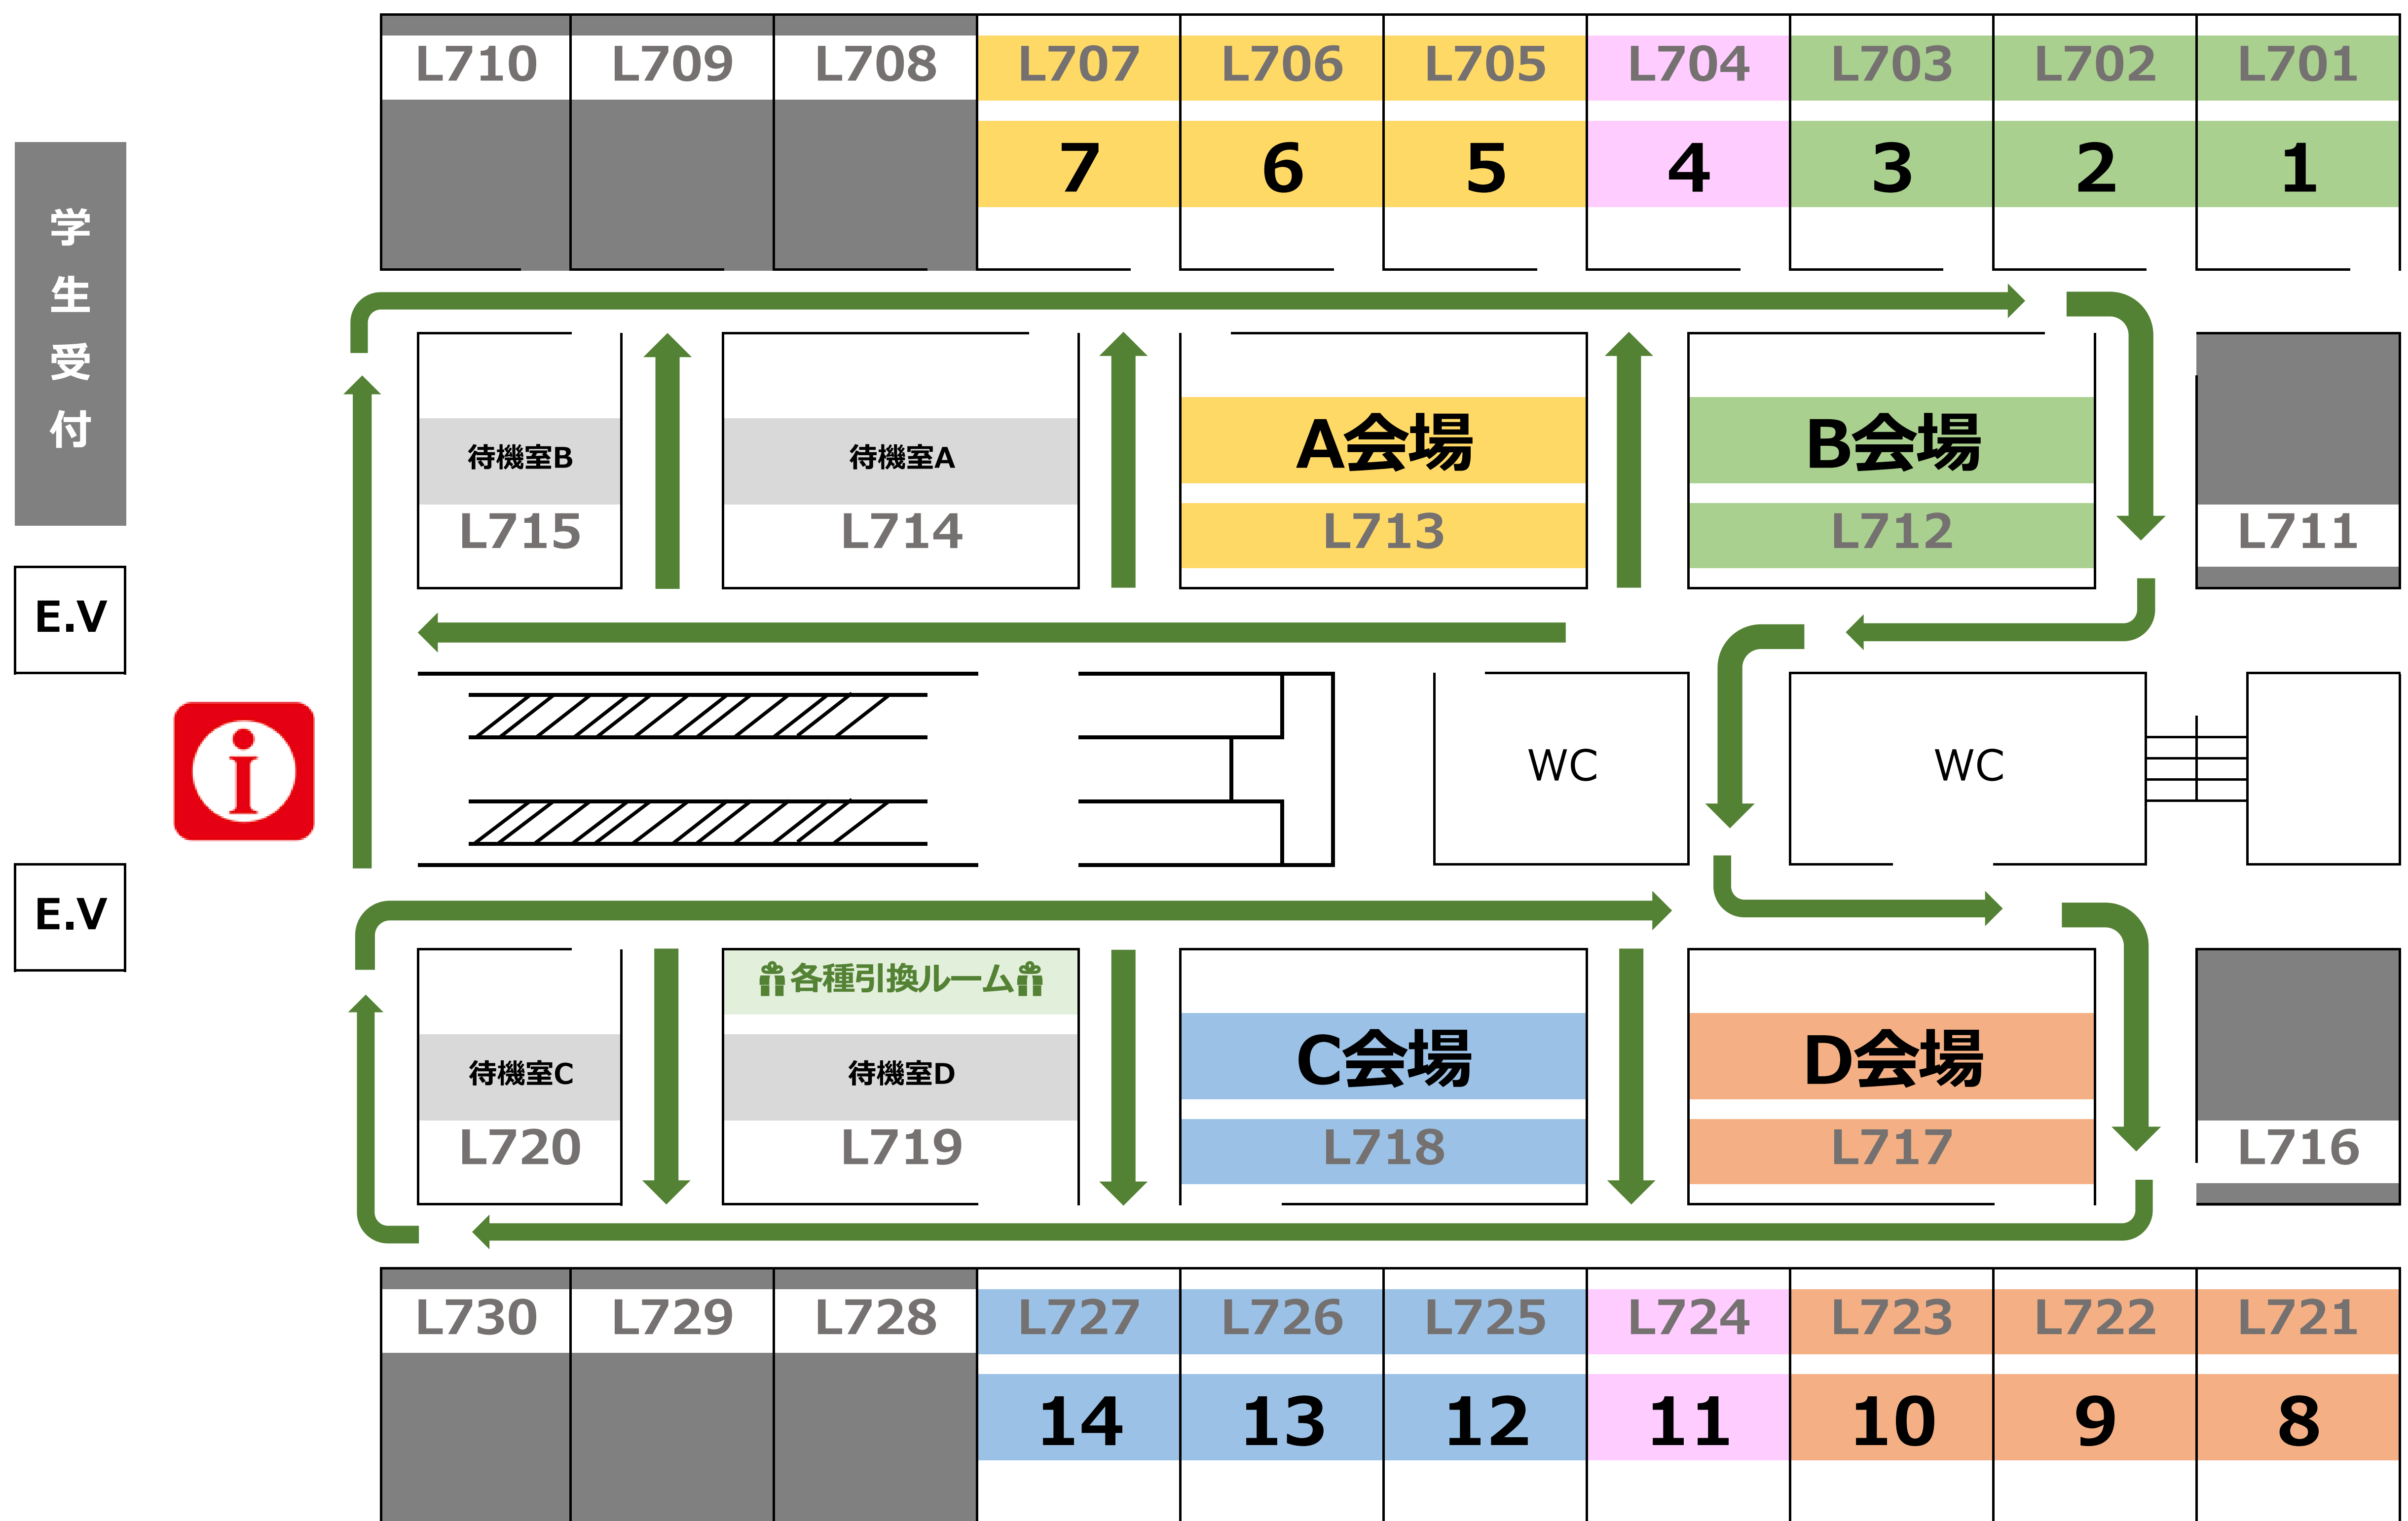 L710 L709 L708 L707 L706 L705 L704 L703 L702 L701
7 6 5 4 3 2 1
学生受付
待機室B 待機室A A会場 B会場
L715 L714 L713 L712 L711
E.V
i
WC WC
E.V
各種引換ルーム
待機室C 待機室D C会場 D会場
L720 L719 L718 L717 L716
L730 L729 L728 L727 L726 L725 L724 L723 L722 L721
14 13 12 11 10 9 8